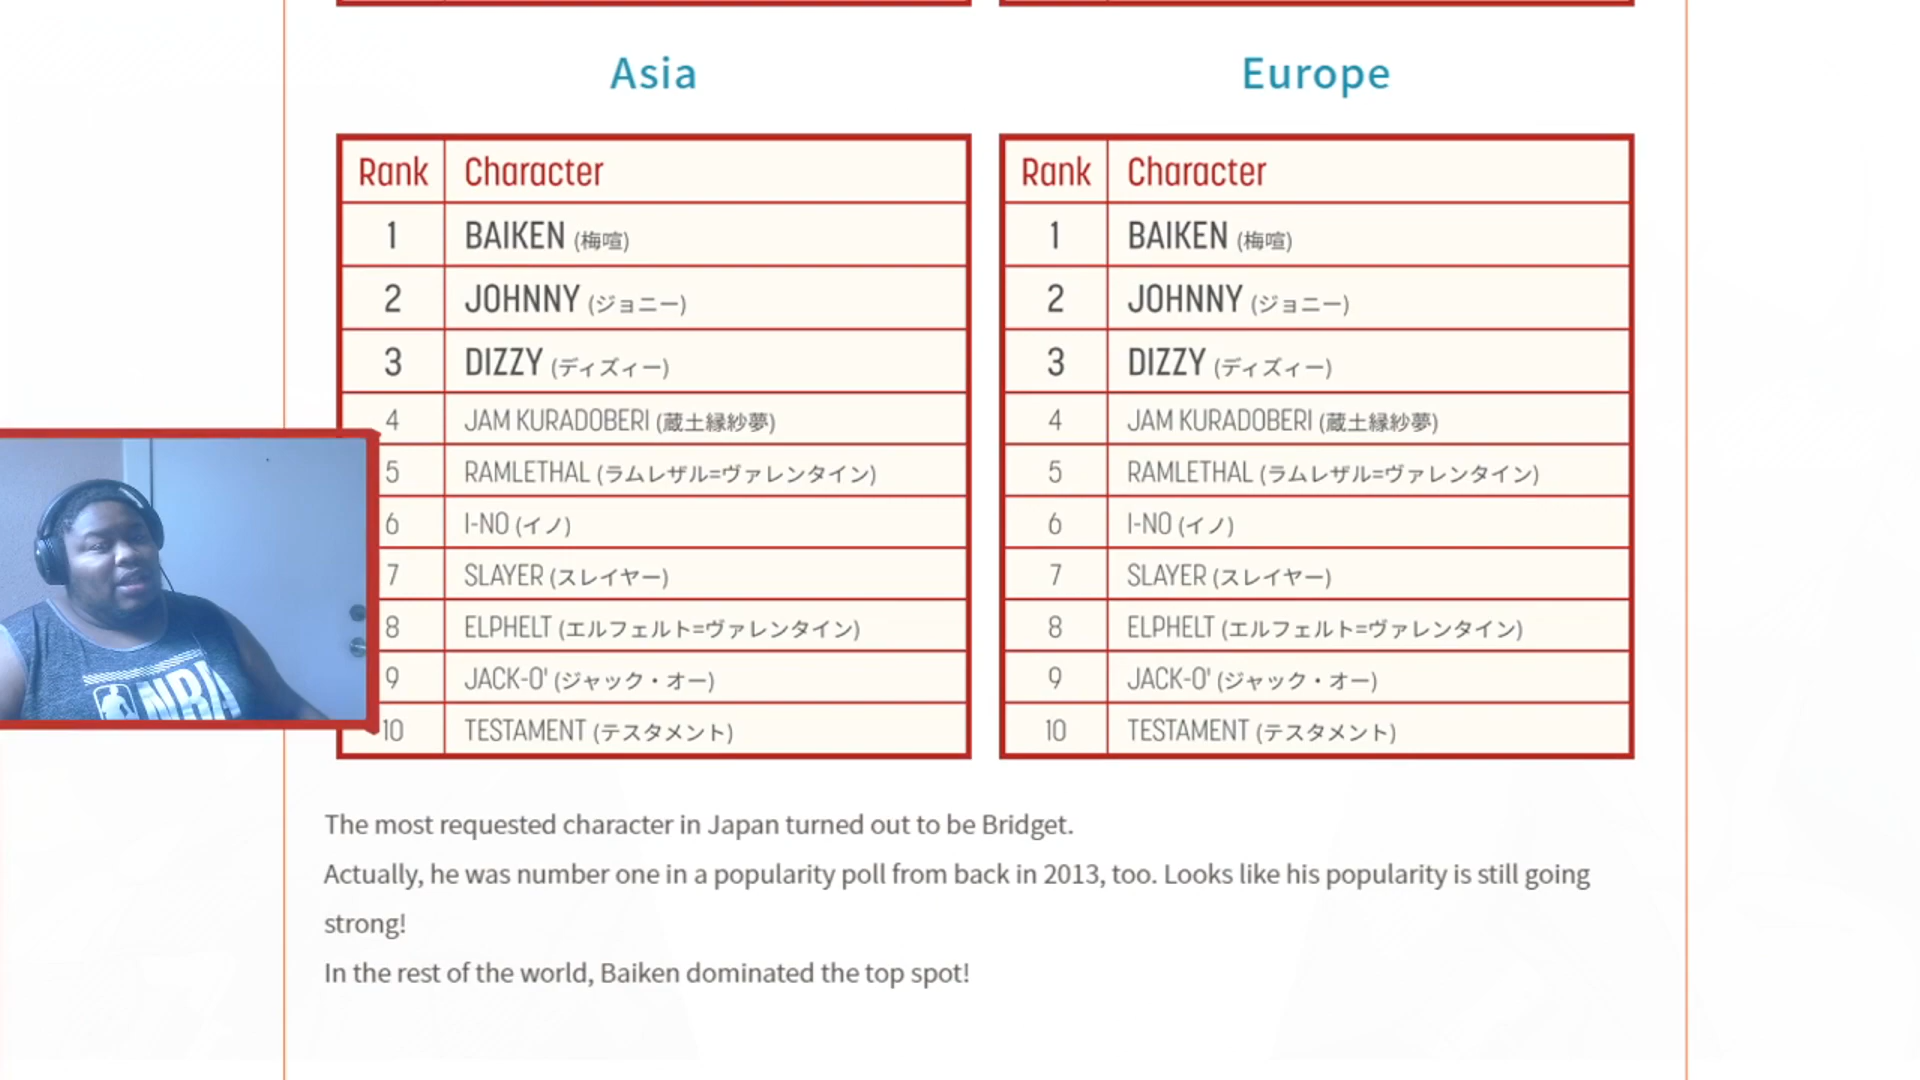 Asia
Rank Character
1 BAIKEN (梅喧)
2 JOHNNY (ジョニー)
3 DIZZY (ディズィー)
4 JAM KURADOBERI (蔵土縁紗夢)
5 RAMLETHAL (ラムレザル=ヴァレンタイン)
6 I-NO (イノ)
7 SLAYER (スレイヤー)
8 ELPHELT (エルフェルト=ヴァレンタイン)
9 JACK-O' (ジャック・オー)
10 TESTAMENT (テスタメント)
Europe
Rank Character
1 BAIKEN (梅喧)
2 JOHNNY (ジョニー)
3 DIZZY (ディズィー)
4 JAM KURADOBERI (蔵土縁紗夢)
5 RAMLETHAL (ラムレザル=ヴァレンタイン)
6 I-NO (イノ)
7 SLAYER (スレイヤー)
8 ELPHELT (エルフェルト=ヴァレンタイン)
9 JACK-O' (ジャック・オー)
10 TESTAMENT (テスタメント)
NBA
The most requested character in Japan turned out to be Bridget.
Actually, he was number one in a popularity poll from back in 2013, too. Looks like his popularity is still going
strong!
In the rest of the world, Baiken dominated the top spot!